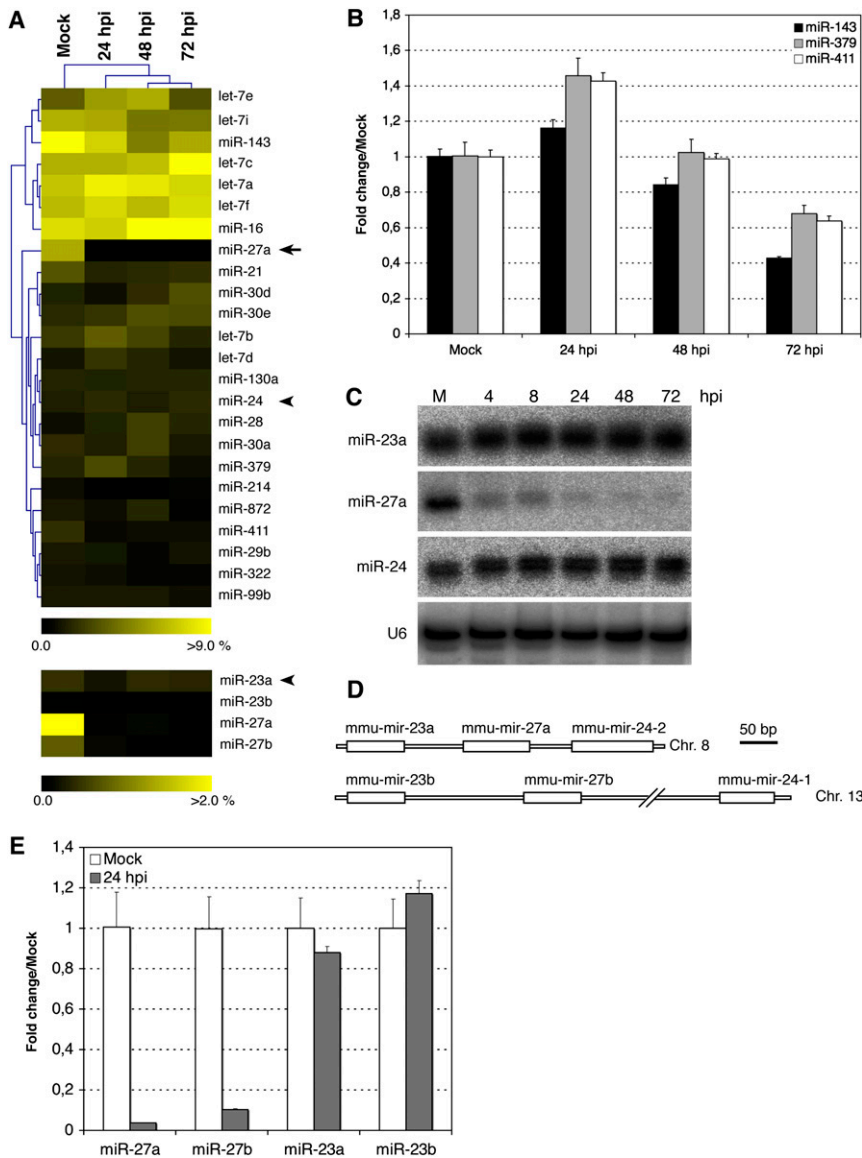 A
Mock
24 hpi
48 hpi
72 hpi
let-7e
let-7i
miR-143
let-7c
let-7a
let-7f
miR-16
miR-27a
miR-21
miR-30d
miR-30e
let-7b
let-7d
miR-130a
miR-24
miR-28
miR-30a
miR-379
miR-214
miR-872
miR-411
miR-29b
miR-322
miR-99b
0.0 >9.0 %
miR-23a
miR-23b
miR-27a
miR-27b
0.0 >2.0 %
B
Fold change/Mock
1,8
1,6
1,4
1,2
1
0,8
0,6
0,4
0,2
0
miR-143
miR-379
miR-411
Mock 24 hpi 48 hpi 72 hpi
C
M 4 8 24 48 72 hpi
miR-23a
miR-27a
miR-24
U6
D
mmu-mir-23a mmu-mir-27a mmu-mir-24-2 50 bp
Chr. 8
mmu-mir-23b mmu-mir-27b mmu-mir-24-1
Chr. 13
E
Fold change/Mock
1,4
1,2
1
0,8
0,6
0,4
0,2
0
Mock
24 hpi
miR-27a miR-27b miR-23a miR-23b